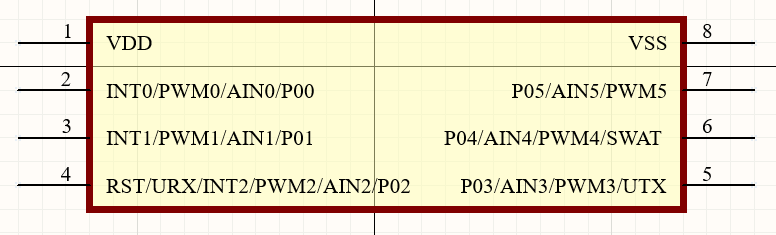 1 VDD VSS 8
2 INT0/PWM0/AIN0/P00 P05/AIN5/PWM5 7
3 INT1/PWM1/AIN1/P01 P04/AIN4/PWM4/SWAT 6
4 RST/URX/INT2/PWM2/AIN2/P02 P03/AIN3/PWM3/UTX 5